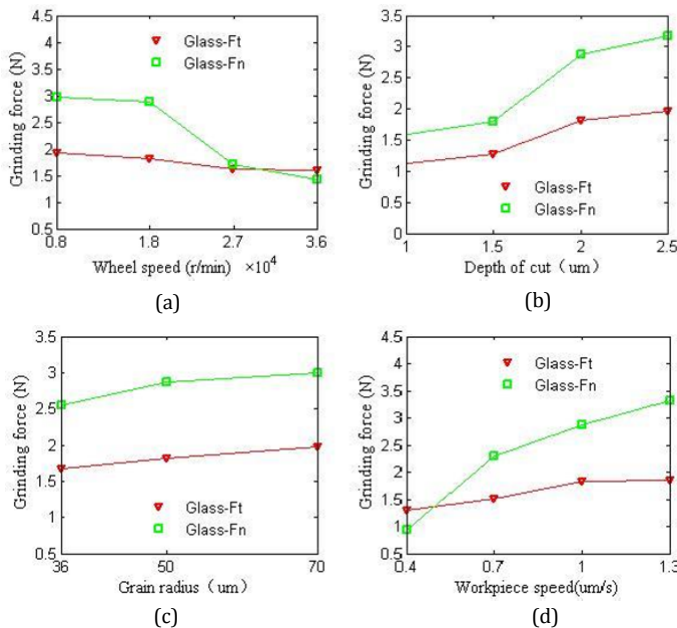 Grinding force (N)
4.5
4
3.5
3
2.5
2
1.5
1
0.5
Glass-Ft
Glass-Fn
0.8 1.8 2.7 3.6
Wheel speed (r/min) ×10⁴
(a)
Grinding force (N)
3.5
3
2.5
2
1.5
1
0.5
0
Glass-Ft
Glass-Fn
1 1.5 2 2.5
Depth of cut（um）
(b)
Grinding force (N)
3.5
3
2.5
2
1.5
1
0.5
Glass-Ft
Glass-Fn
36 50 70
Grain radius（um）
(c)
Grinding force (N)
4.5
4
3.5
3
2.5
2
1.5
1
0.5
Glass-Ft
Glass-Fn
0.4 0.7 1 1.3
Workpiece speed(um/s)
(d)